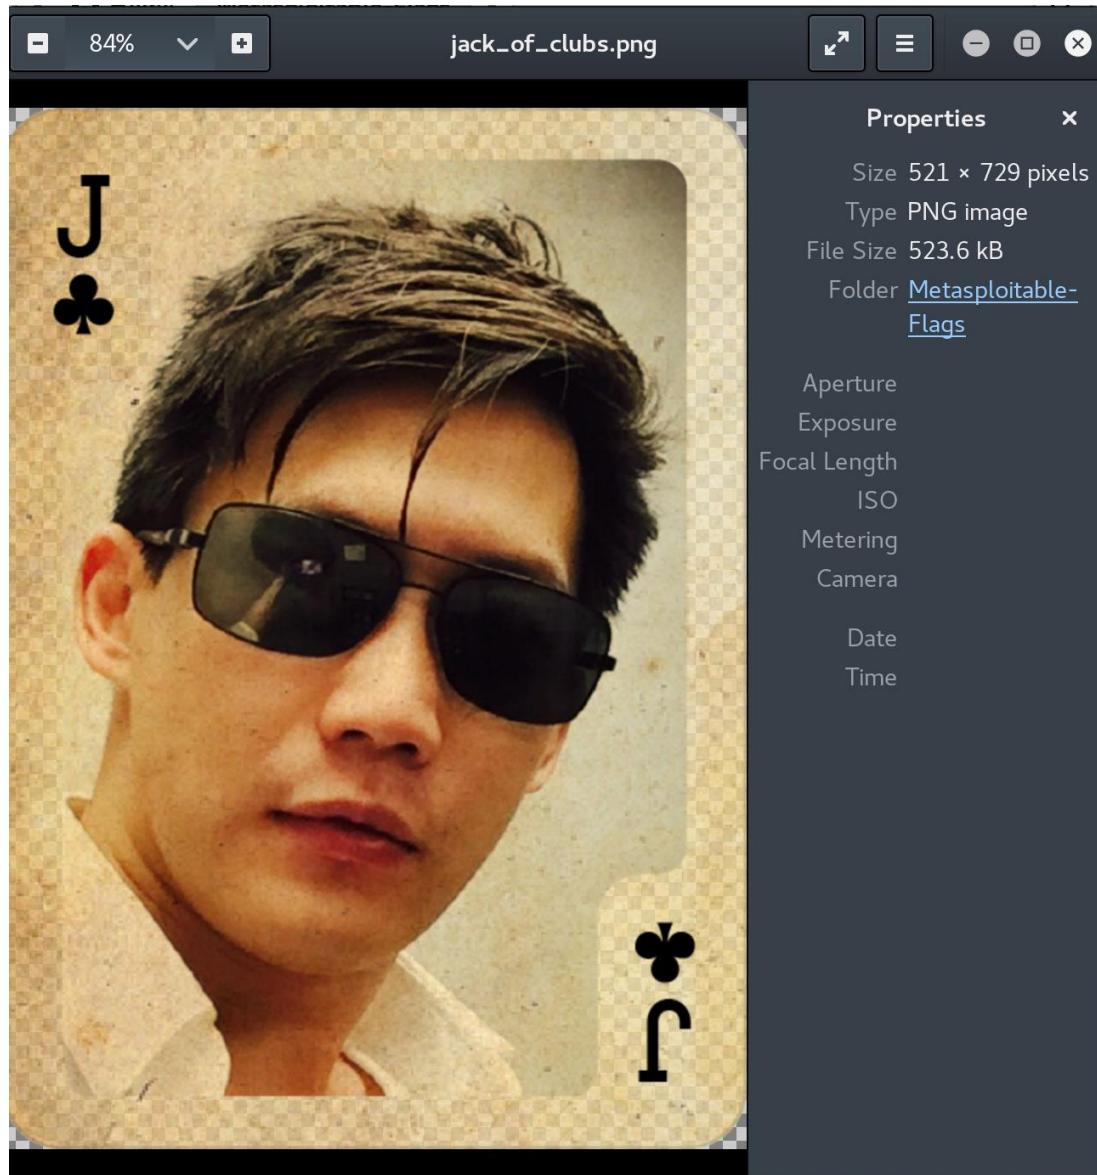 84%
jack_of_clubs.png
Properties
Size 521 × 729 pixels
Type PNG image
File Size 523.6 kB
Folder Metasploitable-
Flags
Aperture
Exposure
Focal Length
ISO
Metering
Camera
Date
Time
J
J